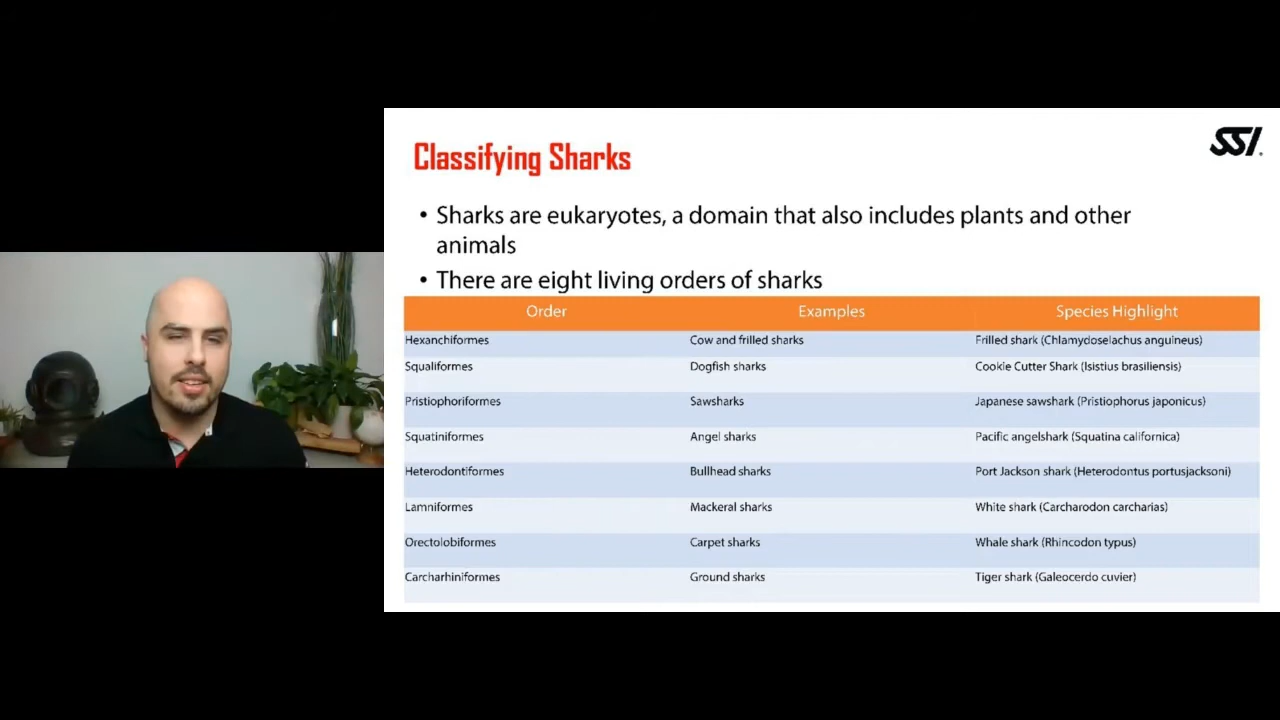 Classifying Sharks
SSI
• Sharks are eukaryotes, a domain that also includes plants and other
animals
• There are eight living orders of sharks
Order Examples Species Highlight
Hexanchiformes Cow and frilled sharks Frilled shark (Chlamydoselachus anguineus)
Squaliformes Dogfish sharks Cookie Cutter Shark (Isistius brasiliensis)
Pristiophoriformes Sawsharks Japanese sawshark (Pristiophorus japonicus)
Squatiniformes Angel sharks Pacific angelshark (Squatina californica)
Heterodontiformes Bullhead sharks Port Jackson shark (Heterodontus portusjacksoni)
Lamniformes Mackeral sharks White shark (Carcharodon carcharias)
Orectolobiformes Carpet sharks Whale shark (Rhincodon typus)
Carcharhiniformes Ground sharks Tiger shark (Galeocerdo cuvier)